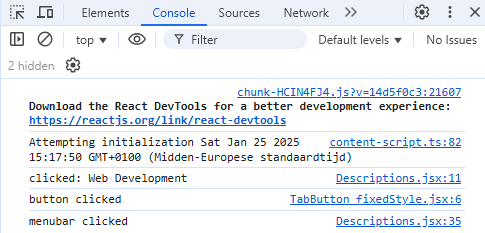 Elements Console Sources Network
top Filter Default levels No Issues
2 hidden
chunk-HCIN4FJ4.js?v=14d5f0c3:21607
Download the React DevTools for a better development experience:
https://reactjs.org/link/react-devtools
Attempting initialization Sat Jan 25 2025 content-script.ts:82
15:17:50 GMT+0100 (Midden-Europese standaardtijd)
clicked: Web Development Descriptions.jsx:11
button clicked TabButton fixedStyle.jsx:6
menubar clicked Descriptions.jsx:35